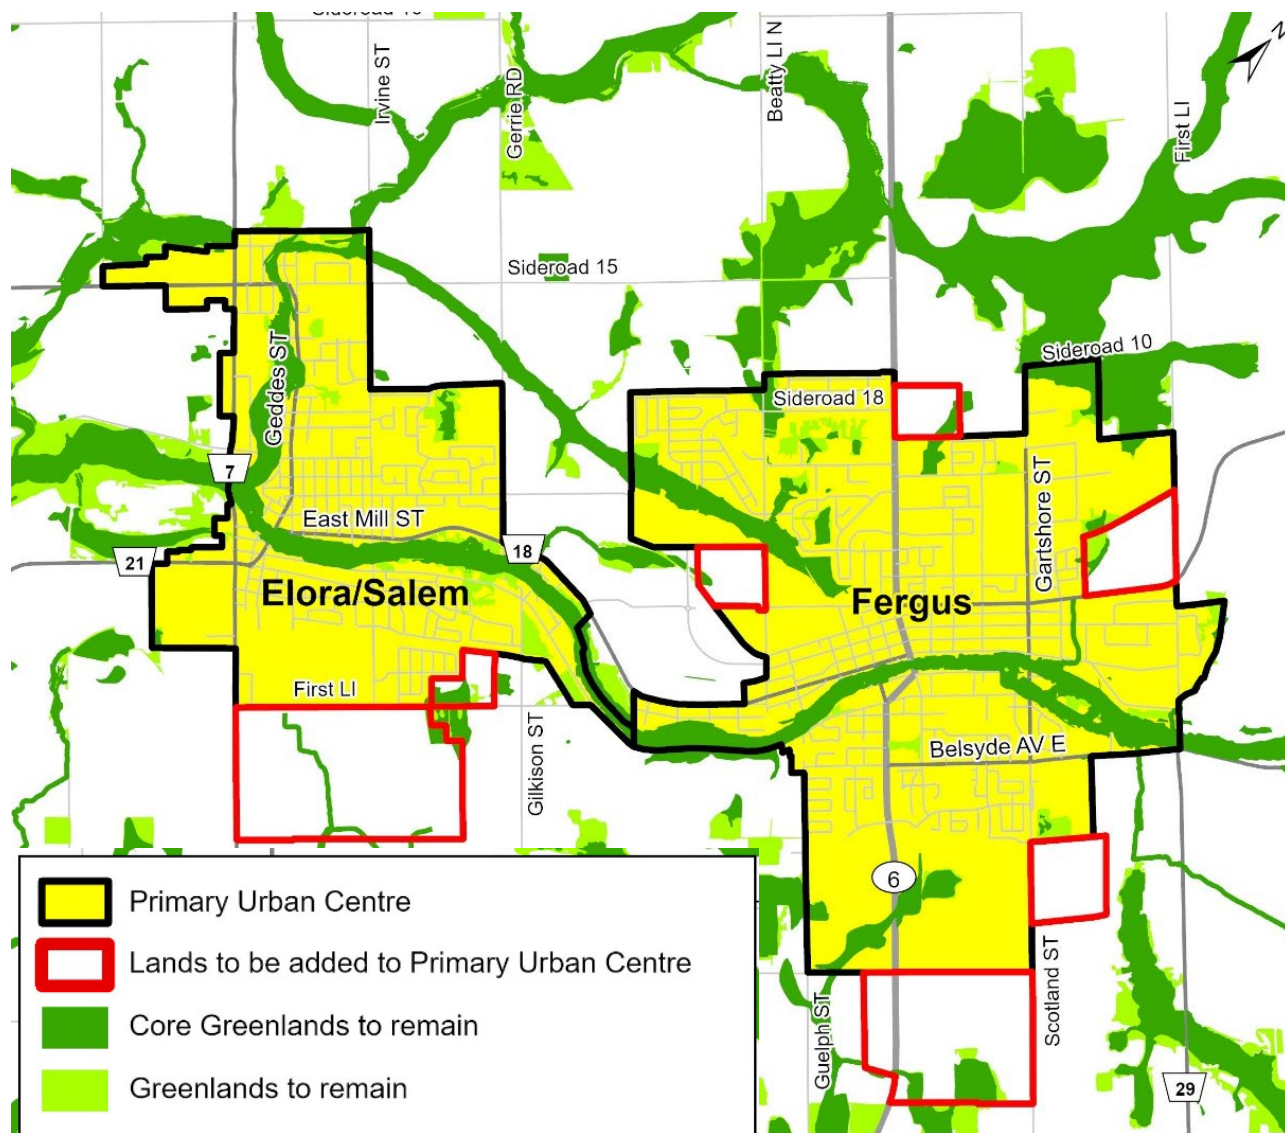 Irvine ST
Gerrie RD
Beatty LI N
N
First LI
Sideroad 15
Sideroad 10
Geddes ST
Sideroad 18
7
Gartshore ST
East Mill ST
18
21
Elora/Salem
Fergus
First LI
Gilkison ST
Belsyde AV E
6
Primary Urban Centre
Lands to be added to Primary Urban Centre
Scotland ST
Guelph ST
Core Greenlands to remain
Greenlands to remain
29